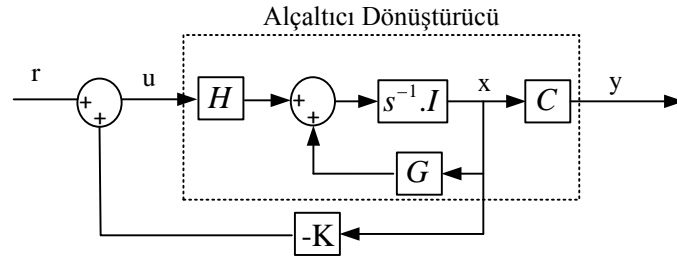 Alçaltıcı Dönüştürücü
r
+
+
u
H
+
+
s⁻¹.I
x
C
y
G
-K